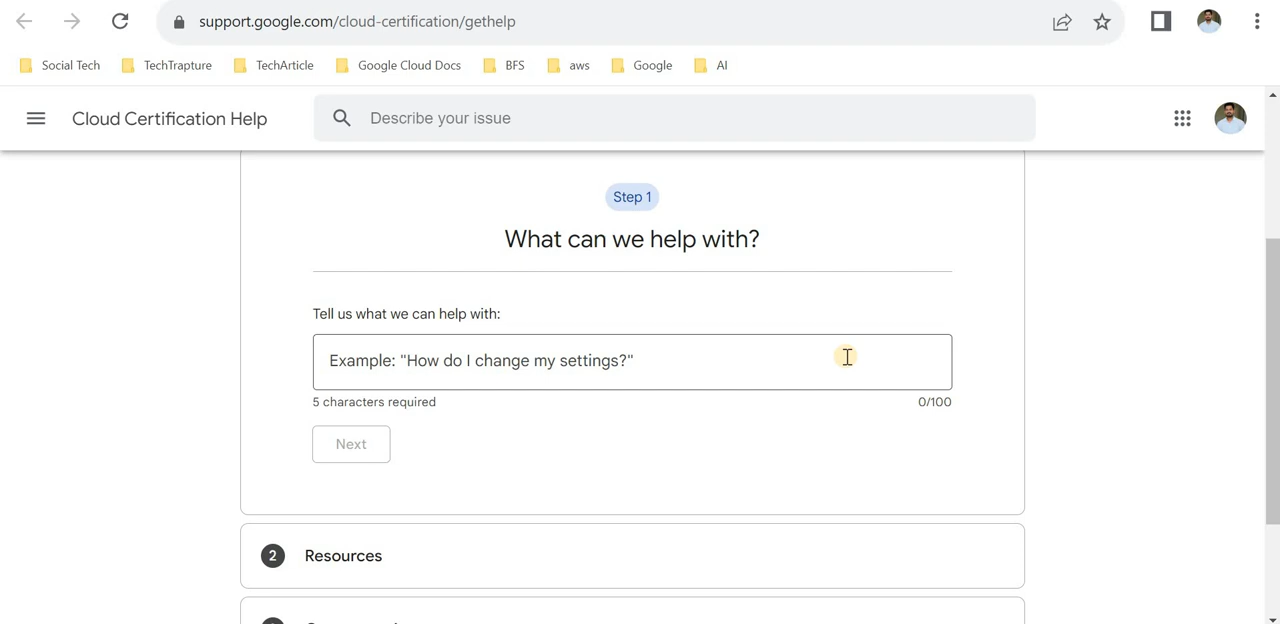 support.google.com/cloud-certification/gethelp
Social Tech TechTrapture TechArticle Google Cloud Docs BFS aws Google AI
Cloud Certification Help Describe your issue
Step 1
What can we help with?
Tell us what we can help with:
Example: "How do I change my settings?"
5 characters required 0/100
Next
2 Resources